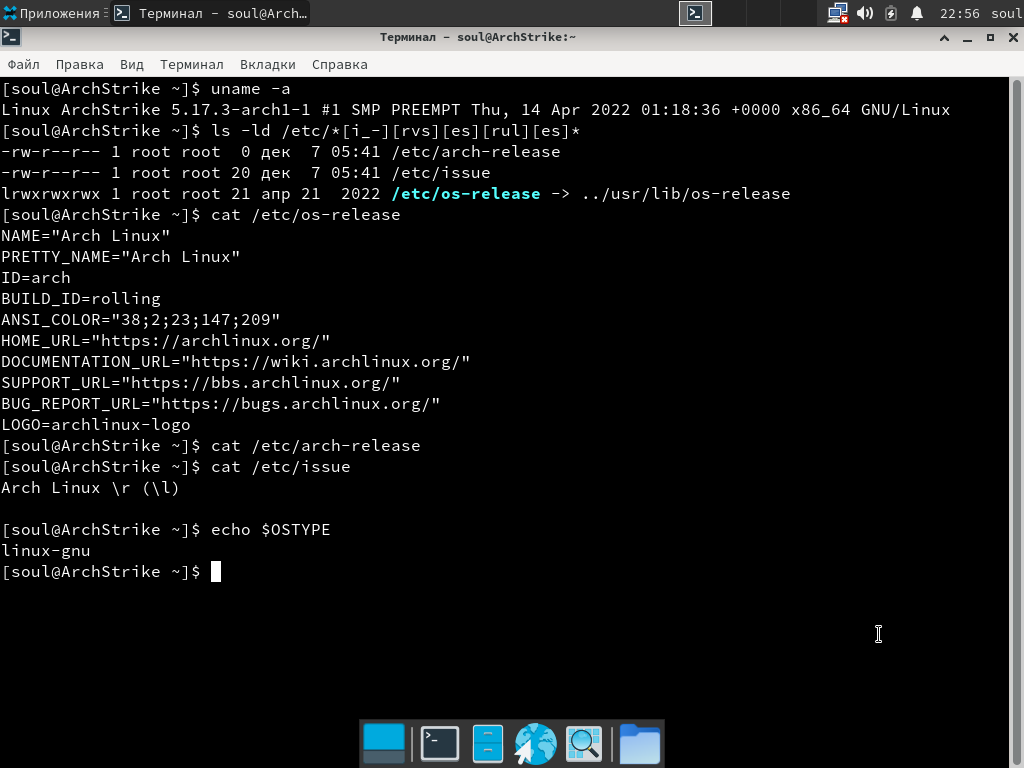 Приложения Терминал - soul@Arch... 22:56 soul
Терминал - soul@ArchStrike:~
Файл Правка Вид Терминал Вкладки Справка
[soul@ArchStrike ~]$ uname -a
Linux ArchStrike 5.17.3-arch1-1 #1 SMP PREEMPT Thu, 14 Apr 2022 01:18:36 +0000 x86_64 GNU/Linux
[soul@ArchStrike ~]$ ls -ld /etc/*[i_-][rvs][es][rul][es]*
-rw-r--r-- 1 root root  0 дек  7 05:41 /etc/arch-release
-rw-r--r-- 1 root root 20 дек  7 05:41 /etc/issue
lrwxrwxrwx 1 root root 21 апр 21  2022 /etc/os-release -> ../usr/lib/os-release
[soul@ArchStrike ~]$ cat /etc/os-release
NAME="Arch Linux"
PRETTY_NAME="Arch Linux"
ID=arch
BUILD_ID=rolling
ANSI_COLOR="38;2;23;147;209"
HOME_URL="https://archlinux.org/"
DOCUMENTATION_URL="https://wiki.archlinux.org/"
SUPPORT_URL="https://bbs.archlinux.org/"
BUG_REPORT_URL="https://bugs.archlinux.org/"
LOGO=archlinux-logo
[soul@ArchStrike ~]$ cat /etc/arch-release
[soul@ArchStrike ~]$ cat /etc/issue
Arch Linux \r (\l)
[soul@ArchStrike ~]$ echo $OSTYPE
linux-gnu
[soul@ArchStrike ~]$